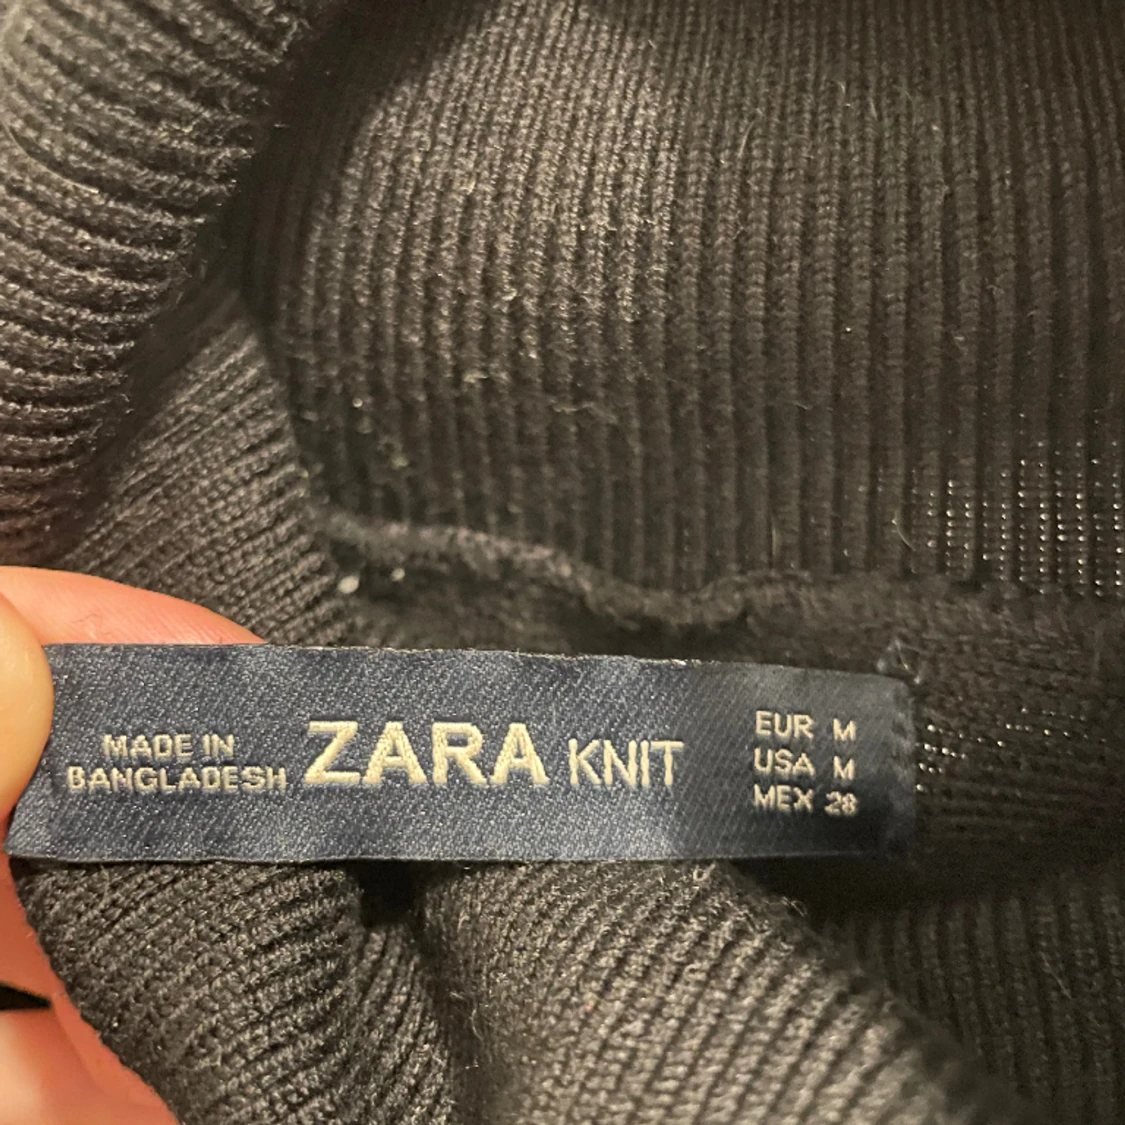 MADE IN
BANGLADESH
ZARA KNIT
EUR M
USA M
MEX 28